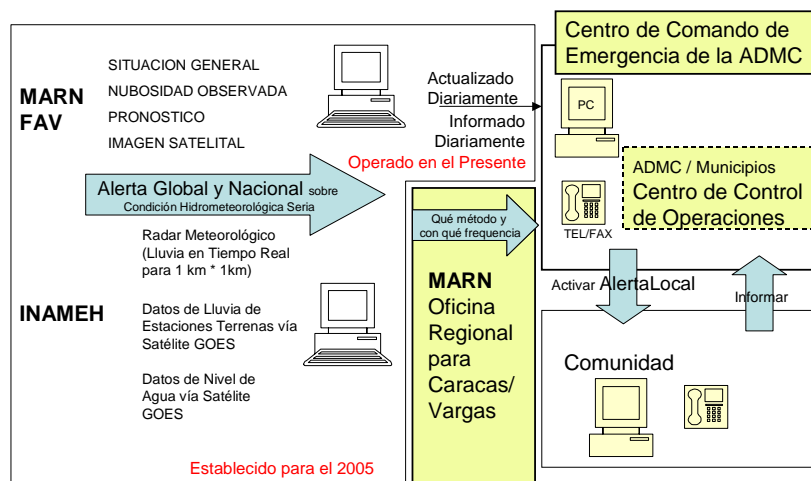 MARN
FAV
SITUACION GENERAL
NUBOSIDAD OBSERVADA
PRONOSTICO
IMAGEN SATELITAL
Actualizado
Diariamente
Informado
Diariamente
Operado en el Presente
Alerta Global y Nacional sobre
Condición Hidrometeorológica Seria
INAMEH
Radar Meteorológico
(Lluvia en Tiempo Real
para 1 km * 1km)
Datos de Lluvia de
Estaciones Terrenas vía
Satélite GOES
Datos de Nivel de
Agua vía Satélite
GOES
Establecido para el 2005
Qué método y
con qué frequencia
MARN
Oficina
Regional
para
Caracas/
Vargas
Centro de Comando de
Emergencia de la ADMC
PC
TEL/FAX
ADMC / Municipios
Centro de Control
de Operaciones
Activar AlertaLocal
Informar
Comunidad